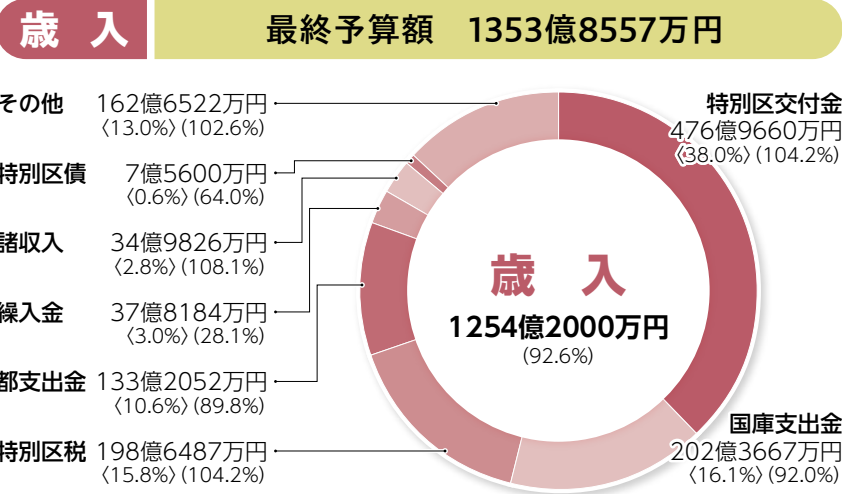 歳 入
最終予算額 1353億8557万円
その他 162億6522万円
〈13.0%〉(102.6%)
特別区債 7億5600万円
〈0.6%〉(64.0%)
諸収入 34億9826万円
〈2.8%〉(108.1%)
繰入金 37億8184万円
〈3.0%〉(28.1%)
都支出金 133億2052万円
〈10.6%〉(89.8%)
特別区税 198億6487万円
〈15.8%〉(104.2%)
歳 入
1254億2000万円
(92.6%)
特別区交付金
476億9660万円
〈38.0%〉(104.2%)
国庫支出金
202億3667万円
〈16.1%〉(92.0%)